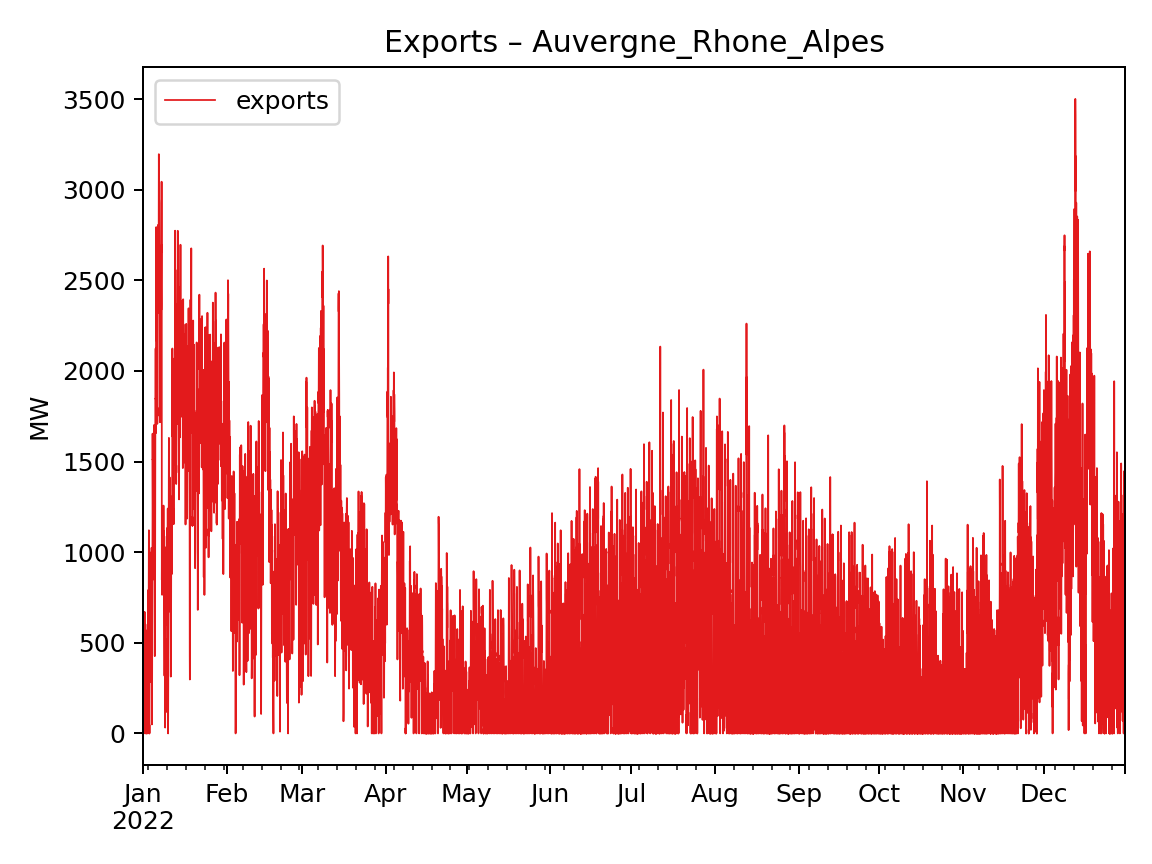 Exports – Auvergne_Rhone_Alpes
exports
3500
3000
2500
2000
1500
1000
500
0
MW
Jan Feb Mar Apr May Jun Jul Aug Sep Oct Nov Dec
2022